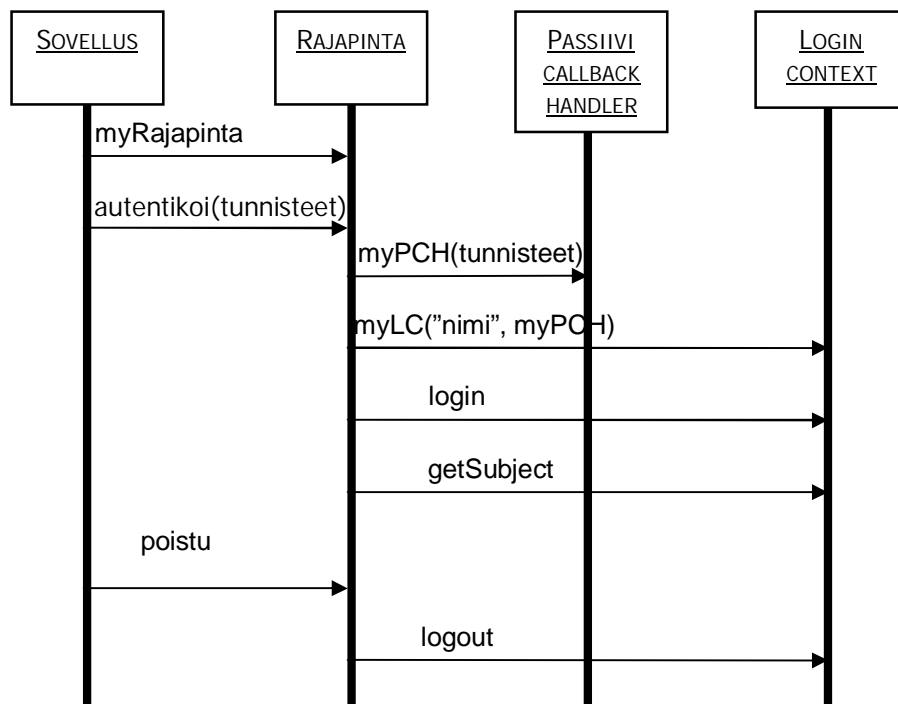 SOVELLUS
RAJAPINTA
PASSIIVI
CALLBACK
HANDLER
LOGIN
CONTEXT
myRajapinta
autentikoi(tunnisteet)
myPCH(tunnisteet)
myLC(”nimi”, myPCH)
login
getSubject
poistu
logout